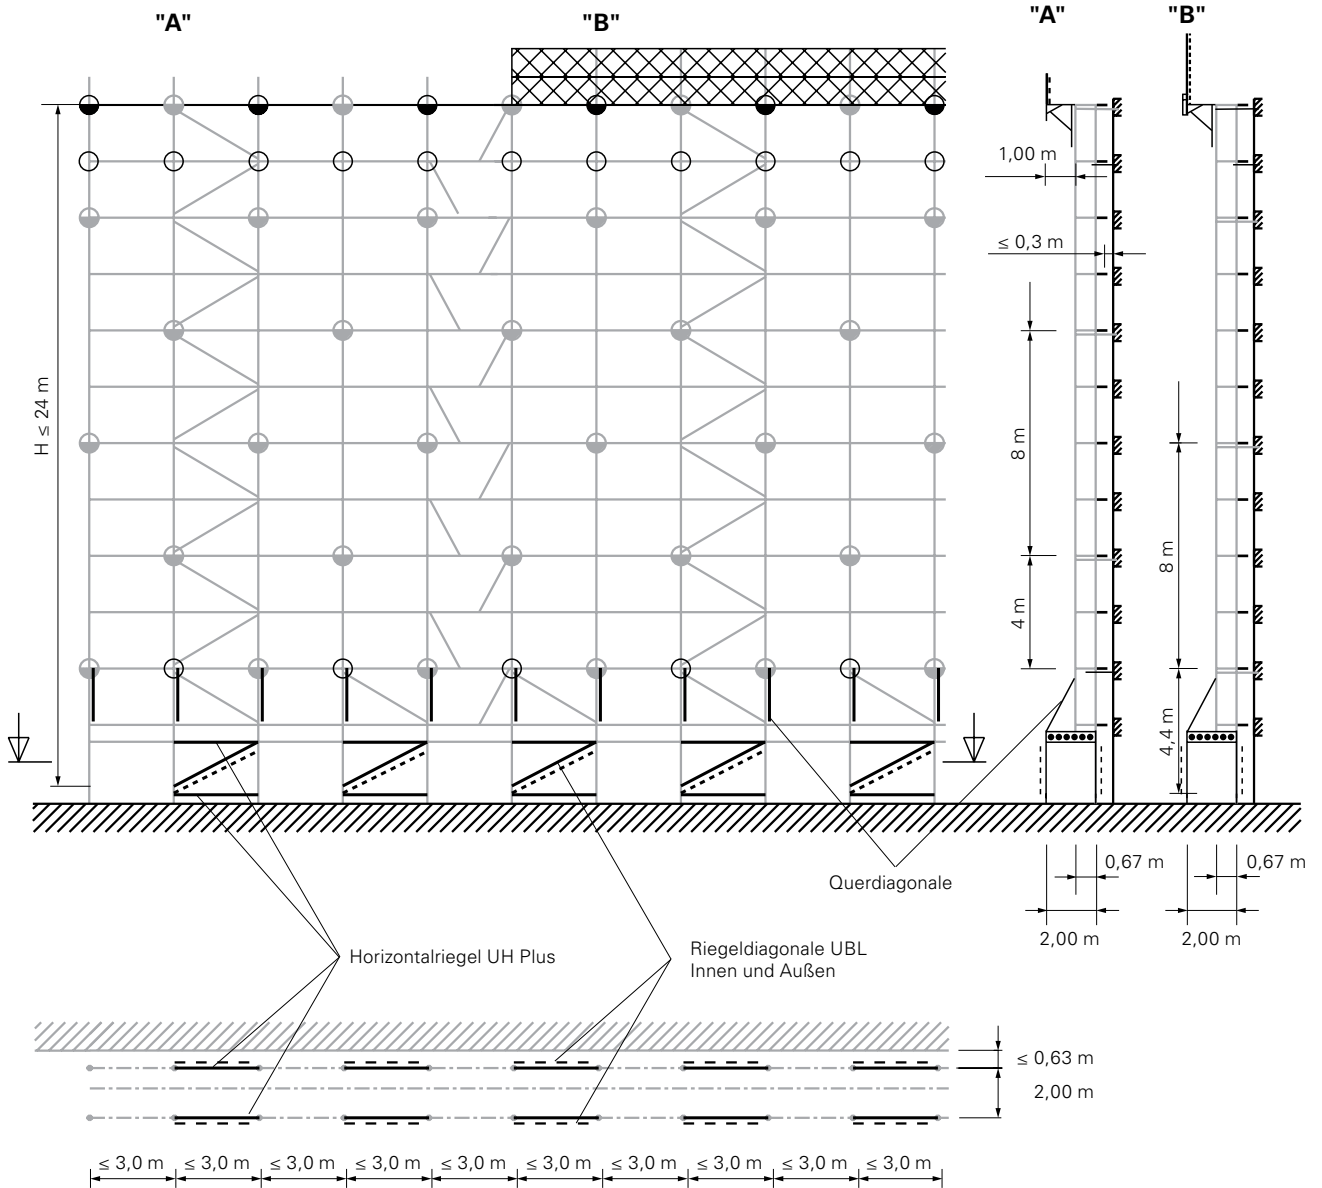 "A"
"B"
"A"
"B"
1,00 m
≤ 0,3 m
H ≤ 24 m
8 m
8 m
4 m
4,4 m
0,67 m
0,67 m
Querdiagonale
2,00 m
2,00 m
Horizontalriegel UH Plus
Riegeldiagonale UBL
Innen und Außen
≤ 0,63 m
2,00 m
≤ 3,0 m ≤ 3,0 m ≤ 3,0 m ≤ 3,0 m ≤ 3,0 m ≤ 3,0 m ≤ 3,0 m ≤ 3,0 m ≤ 3,0 m ≤ 3,0 m